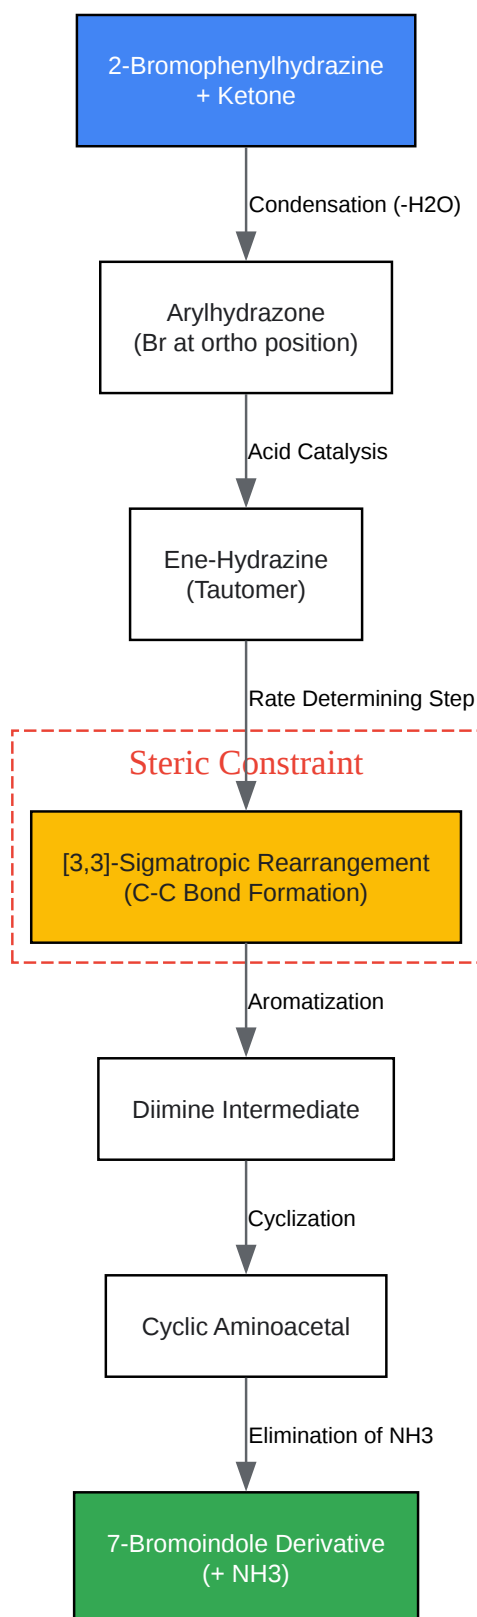 2-Bromophenylhydrazine
+ Ketone
Condensation (-H2O)
Arylhydrazone
(Br at ortho position)
Acid Catalysis
Ene-Hydrazine
(Tautomer)
Rate Determining Step
Steric Constraint
[3,3]-Sigmatropic Rearrangement
(C-C Bond Formation)
Aromatization
Diimine Intermediate
Cyclization
Cyclic Aminoacetal
Elimination of NH3
7-Bromoindole Derivative
(+ NH3)